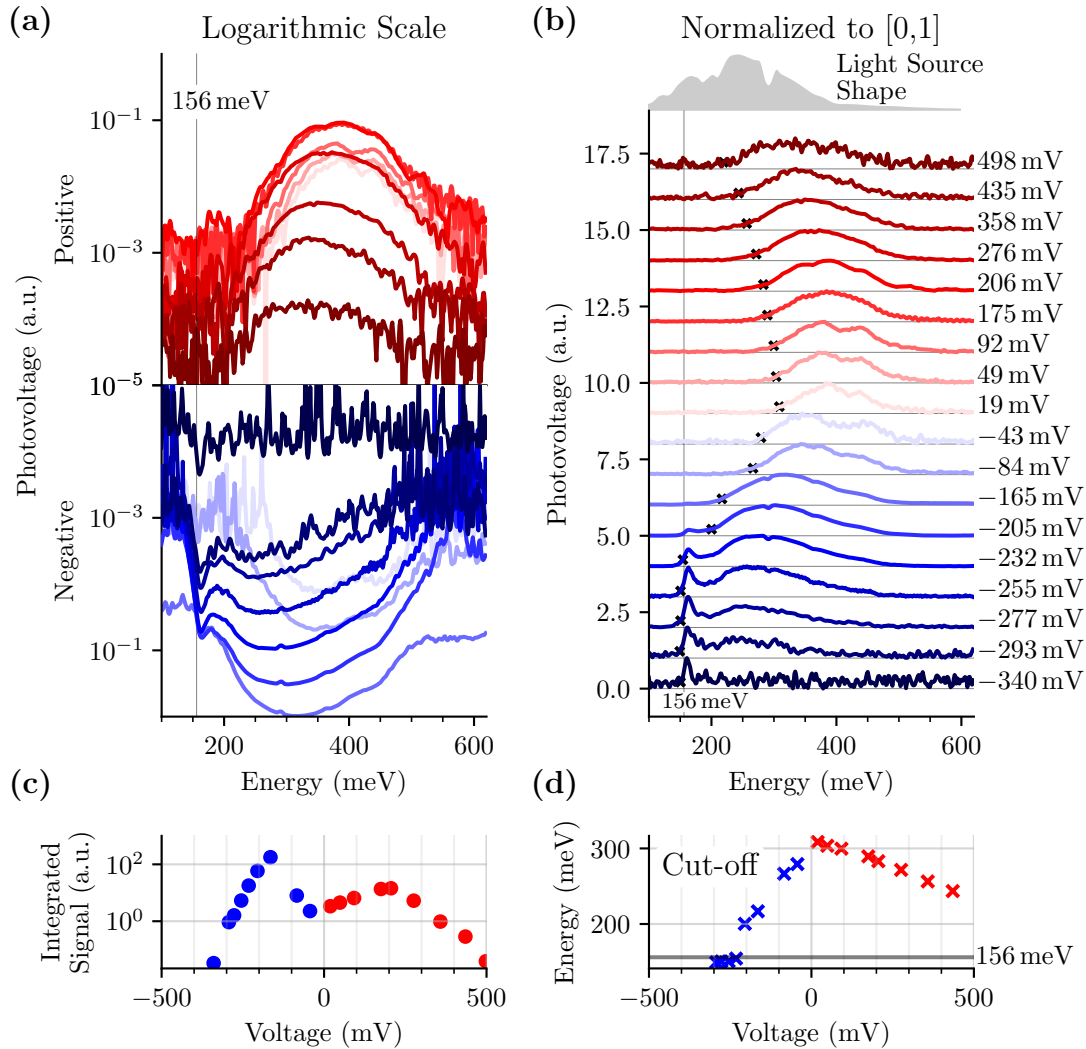 (a)
Logarithmic Scale
156 meV
Positive
Negative
Photovoltage (a.u.)
10⁻¹
10⁻³
10⁻⁵
10⁻³
10⁻¹
200
400
600
Energy (meV)
(b)
Normalized to [0,1]
Light Source
Shape
Photovoltage (a.u.)
17.5
15.0
12.5
10.0
7.5
5.0
2.5
0.0
498 mV
435 mV
358 mV
276 mV
206 mV
175 mV
92 mV
49 mV
19 mV
−43 mV
−84 mV
−165 mV
−205 mV
−232 mV
−255 mV
−277 mV
−293 mV
−340 mV
156 meV
200
400
600
Energy (meV)
(c)
Integrated
Signal (a.u.)
10²
10⁰
−500
0
500
Voltage (mV)
(d)
Cut-off
Energy (meV)
300
200
156 meV
−500
0
500
Voltage (mV)